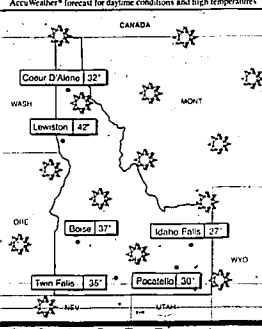 AccuWeather® forecast for daytime conditions and high temperatures
CANADA
Coeur D'Alene 32°
WASH
MONT
Lewiston 42°
ORE
Boise 37°
Idaho Falls 27°
WYO
Twin Falls 35°
Pocatello 30°
NEV
UTAH